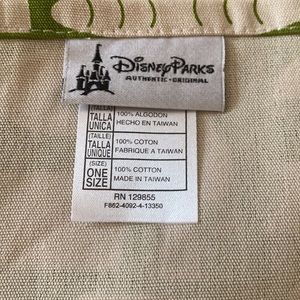 Disney Parks
AUTHENTIC · ORIGINAL
(TALLA)
TALLA UNICA
100% ALGODON
HECHO EN TAIWAN
(TAILLE)
TALLA UNIQUE
100% COTON
FABRIQUE A TAIWAN
(SIZE)
ONE SIZE
100% COTTON
MADE IN TAIWAN
RN 129855
F862-4092-4-13350